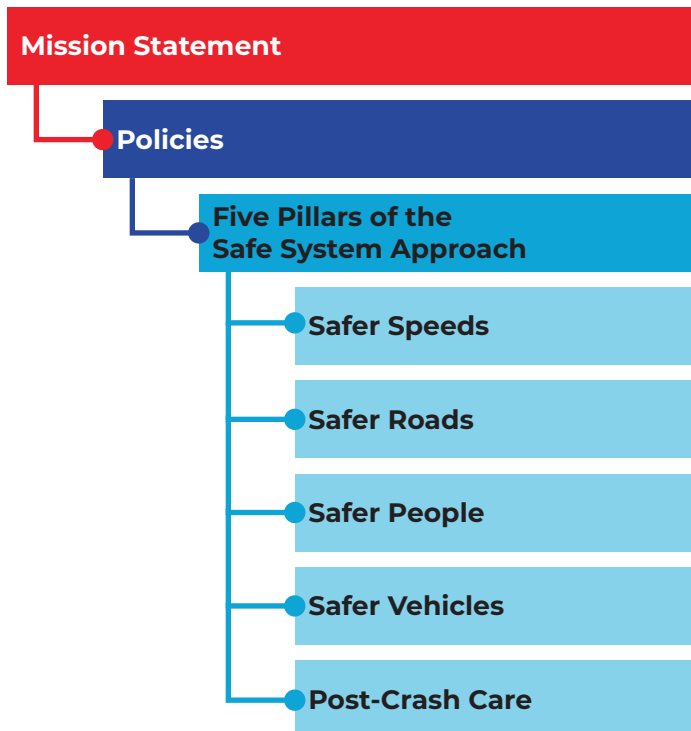 Mission Statement
Policies
Five Pillars of the
Safe System Approach
Safer Speeds
Safer Roads
Safer People
Safer Vehicles
Post-Crash Care